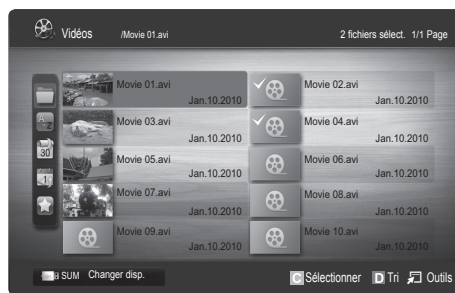 Vidéos /Movie 01.avi 2 fichiers sélect. 1/1 Page
Movie 01.avi Movie 02.avi
Jan.10.2010 Jan.10.2010
Movie 03.avi Movie 04.avi
Jan.10.2010 Jan.10.2010
Movie 05.avi Movie 06.avi
Jan.10.2010 Jan.10.2010
Movie 07.avi Movie 08.avi
Jan.10.2010 Jan.10.2010
Movie 09.avi Movie 10.avi
Jan.10.2010 Jan.10.2010
A Z
30
1
SUM Changer disp. C Sélectionner D Tri Outils